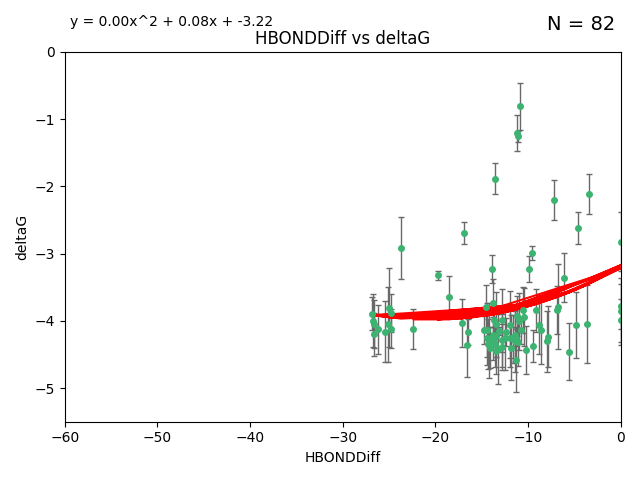 y = 0.00x^2 + 0.08x + -3.22
N = 82
HBONDDiff vs deltaG
0
−1
−2
−3
−4
−5
deltaG
−60
−50
−40
−30
−20
−10
0
HBONDDiff